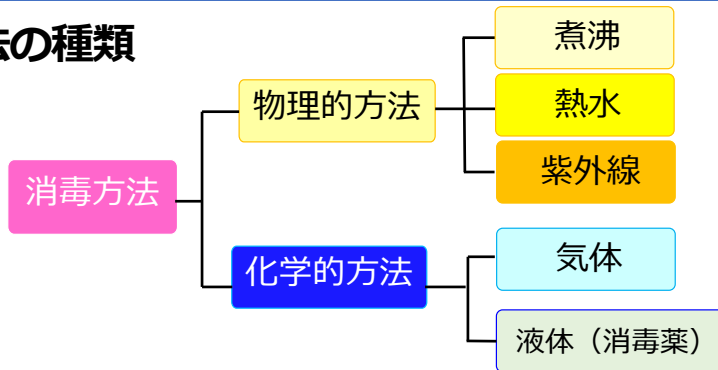 法の種類
消毒方法
物理的方法
煮沸
熱水
紫外線
化学的方法
気体
液体（消毒薬）